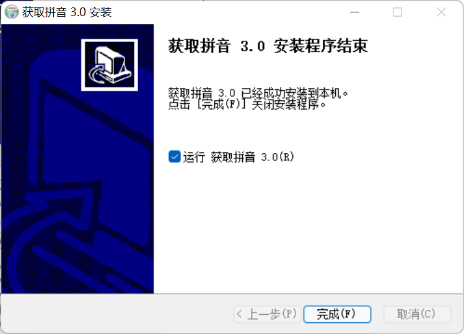 获取拼音 3.0 安装
获取拼音 3.0 安装程序结束
获取拼音 3.0 已经成功安装到本机。
点击 [完成(F)] 关闭安装程序。
运行 获取拼音 3.0(R)
< 上一步(P) 完成(F) 取消(C)